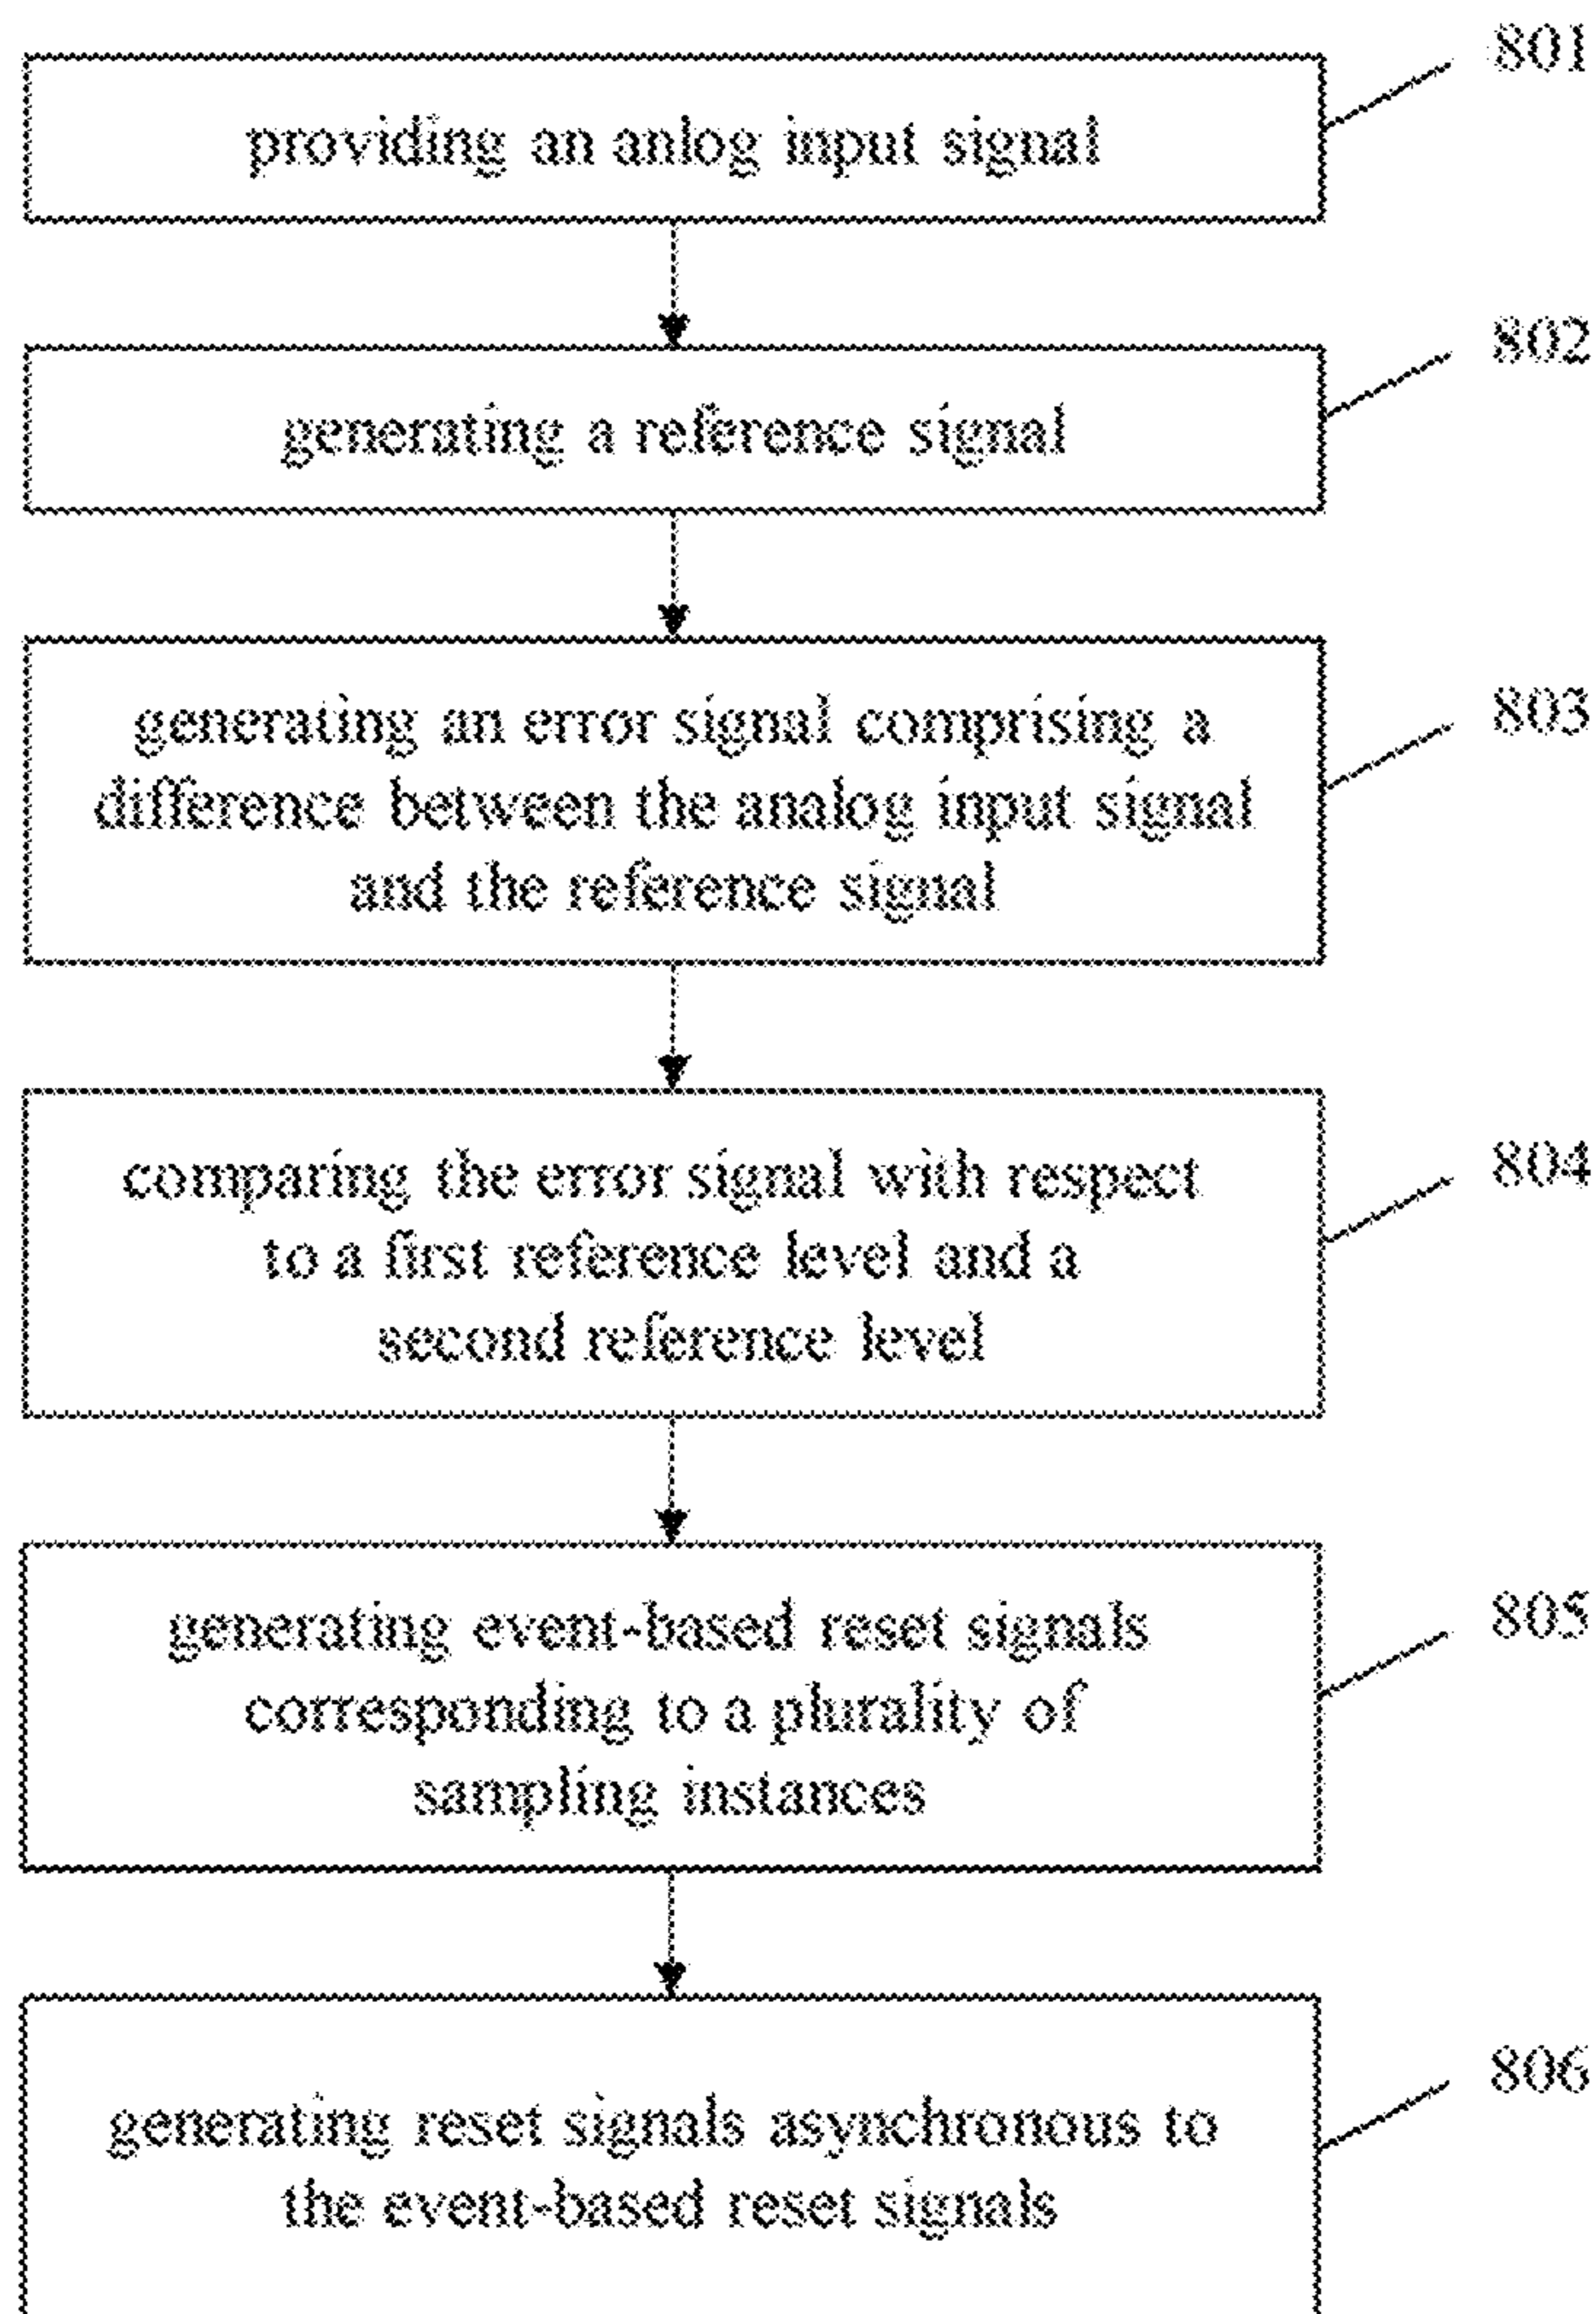 801
providing an anlog input signal
802
generating a reference signal
803
generating an error signal comprising a
difference between the analog input signal
and the reference signal
804
comparing the error signal with respect
to a first reference level and a
second reference level
805
generating event-based reset signals
corresponding to a plurality of
sampling instances
806
generating reset signals asynchronous to
the event-based reset signals